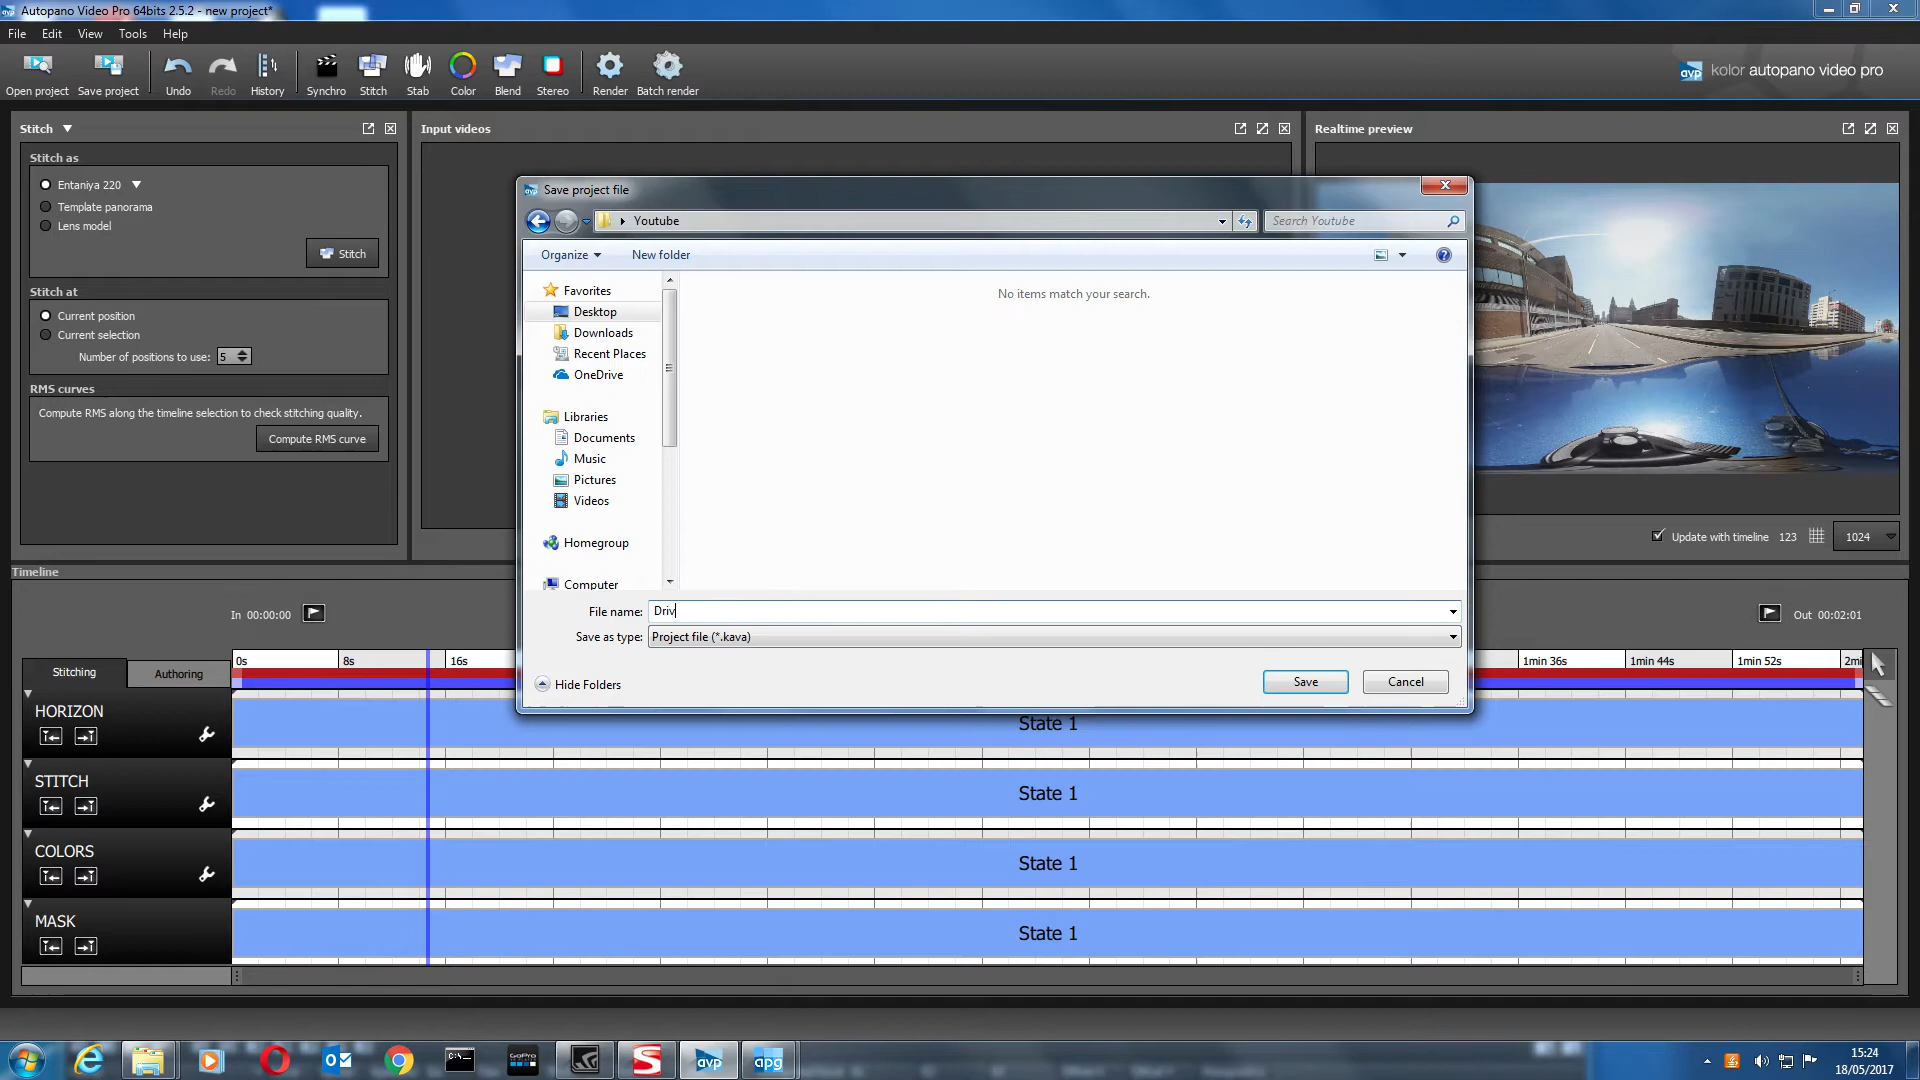 Autopano Video Pro 64bits 2.5.2 - new project*
File Edit View Tools Help
Open project Save project Undo Redo History Synchro Stitch Stab Color Blend Stereo Render Batch render
avp kolor autopano video pro
Stitch
Input videos
Realtime preview
Stitch as
Entaniya 220
Template panorama
Lens model
Stitch
Stitch at
Current position
Current selection
Number of positions to use: 5
RMS curves
Compute RMS along the timeline selection to check stitching quality.
Compute RMS curve
Save project file
Youtube
Search Youtube
Organize New folder
No items match your search.
Favorites
Desktop
Downloads
Recent Places
OneDrive
Libraries
Documents
Music
Pictures
Videos
Homegroup
Computer
File name: Driv
Save as type: Project file (*.kava)
Hide Folders
Save Cancel
Update with timeline 123 1024
Timeline
In 00:00:00
Out 00:02:01
Stitching Authoring
0s 8s 16s 1min 36s 1min 44s 1min 52s 2mi
HORIZON
State 1
STITCH
State 1
COLORS
State 1
MASK
State 1
GoPro
avp
apg
15:24
18/05/2017